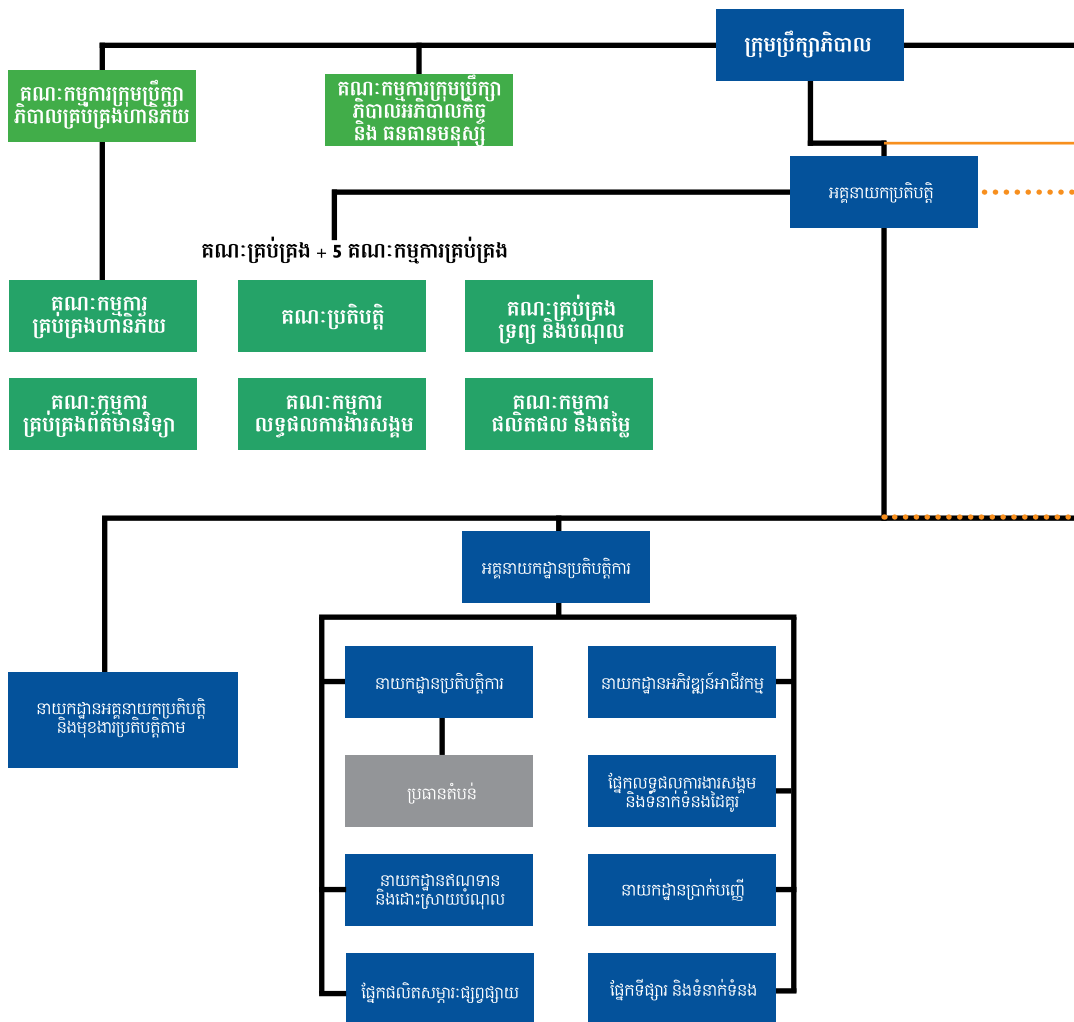 ក្រុមប្រឹក្សាភិបាល
គណៈកម្មការក្រុមប្រឹក្សា
ភិបាលគ្រប់គ្រងហានិភ័យ
គណៈកម្មការក្រុមប្រឹក្សា
ភិបាលអភិបាលកិច្ច
និង ធនធានមនុស្ស
អគ្គនាយកប្រតិបត្តិ
គណៈគ្រប់គ្រង + 5 គណៈកម្មការគ្រប់គ្រង
គណៈកម្មការ
គ្រប់គ្រងហានិភ័យ
គណៈប្រតិបត្តិ
គណៈគ្រប់គ្រង
ទ្រព្យ និងបំណុល
គណៈកម្មការ
គ្រប់គ្រងព័ត៌មានវិទ្យា
គណៈកម្មការ
លទ្ធផលការងារសង្គម
គណៈកម្មការ
ផលិតផល និងតម្លៃ
អគ្គនាយកដ្ឋានប្រតិបត្តិការ
នាយកដ្ឋានប្រតិបត្តិការ
នាយកដ្ឋានអភិវឌ្ឍន៍អាជីវកម្ម
នាយកដ្ឋានអគ្គនាយកប្រតិបត្តិ
និងមុខងារប្រតិបត្តិតាម
ប្រធានតំបន់
ផ្នែកលទ្ធផលការងារសង្គម
និងទំនាក់ទំនងដៃគូរ
នាយកដ្ឋានឥណទាន
និងដោះស្រាយបំណុល
នាយកដ្ឋានប្រាក់បញ្ញើ
ផ្នែកផលិតសម្ភារៈផ្សព្វផ្សាយ
ផ្នែកទីផ្សារ និងទំនាក់ទំនង